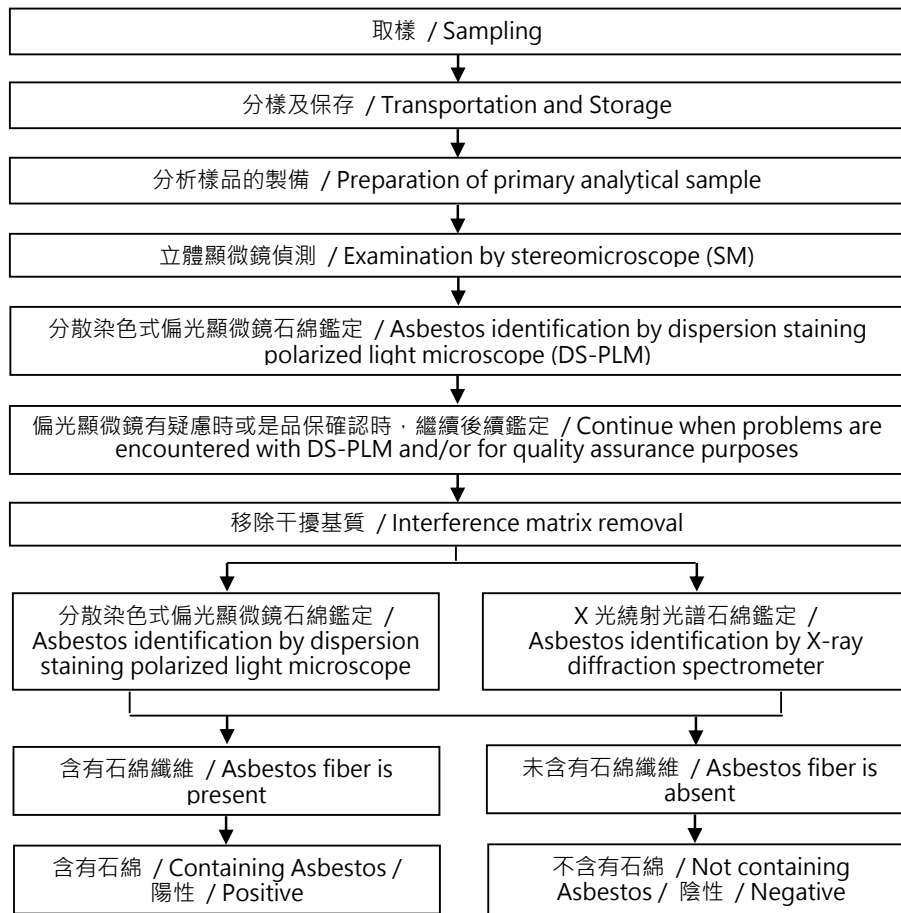 取樣 / Sampling
分樣及保存 / Transportation and Storage
分析樣品的製備 / Preparation of primary analytical sample
立體顯微鏡偵測 / Examination by stereomicroscope (SM)
分散染色式偏光顯微鏡石綿鑑定 / Asbestos identification by dispersion staining
polarized light microscope (DS-PLM)
偏光顯微鏡有疑慮時或是品保確認時，繼續後續鑑定 / Continue when problems are
encountered with DS-PLM and/or for quality assurance purposes
移除干擾基質 / Interference matrix removal
分散染色式偏光顯微鏡石綿鑑定 /
Asbestos identification by dispersion
staining polarized light microscope
X 光繞射光譜石綿鑑定 /
Asbestos identification by X-ray
diffraction spectrometer
含有石綿纖維 / Asbestos fiber is
present
未含有石綿纖維 / Asbestos fiber is
absent
含有石綿 / Containing Asbestos /
陽性 / Positive
不含有石綿 / Not containing
Asbestos / 陰性 / Negative